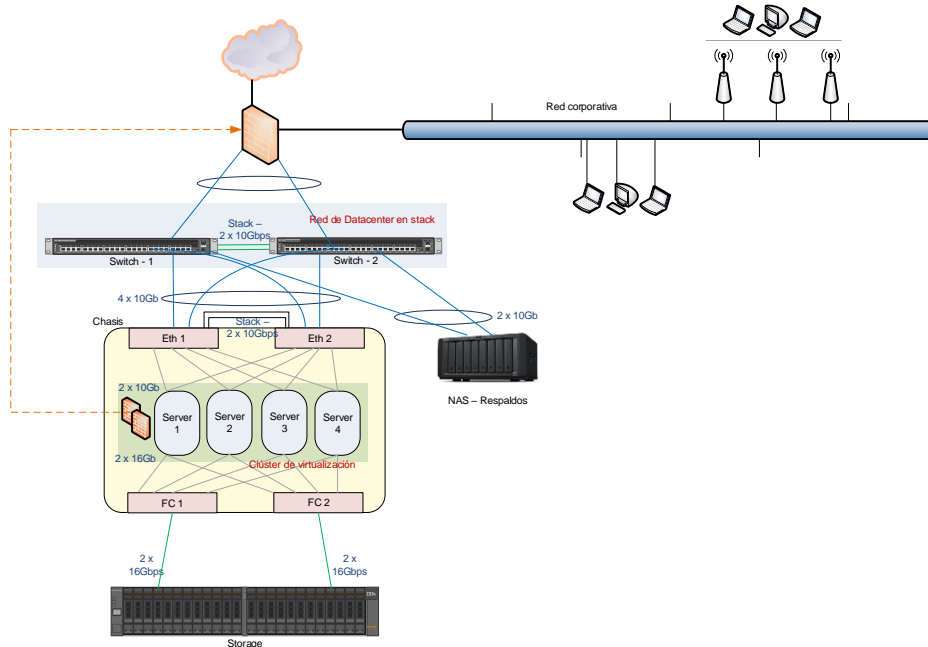 Red corporativa
Stack –
2 x 10Gbps
Red de Datacenter en stack
Switch - 1
Switch - 2
4 x 10Gb
2 x 10Gb
Chasis
Stack –
2 x 10Gbps
Eth 1
Eth 2
NAS – Respaldos
2 x 10Gb
Server
1
Server
2
Server
3
Server
4
2 x 16Gb
Clúster de virtualización
FC 1
FC 2
2 x
16Gbps
2 x
16Gbps
Storage